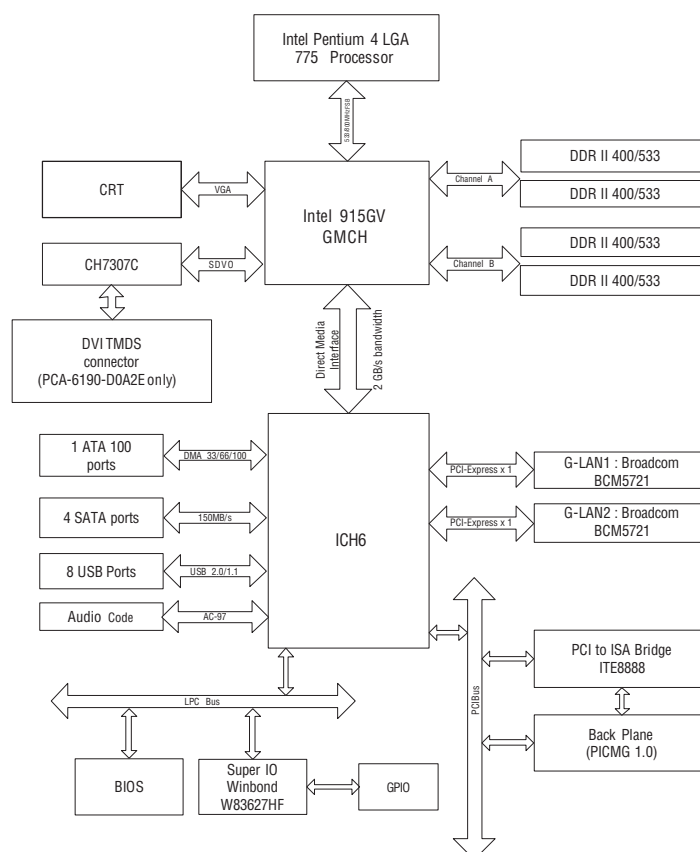 Intel Pentium 4 LGA
775 Processor
533/800MHz FSB
CRT
VGA
Intel 915GV
GMCH
Channel A
DDR II 400/533
DDR II 400/533
CH7307C
SDVO
Channel B
DDR II 400/533
DDR II 400/533
DVI TMDS
connector
(PCA-6190-D0A2E only)
Direct Media
Interface
2 GB/s bandwidth
1 ATA 100
ports
DMA 33/66/100
4 SATA ports
150MB/s
8 USB Ports
USB 2.0/1.1
Audio Code
AC-97
ICH6
PCI-Express x 1
G-LAN1 : Broadcom
BCM5721
PCI-Express x 1
G-LAN2 : Broadcom
BCM5721
LPC Bus
PCIBus
PCI to ISA Bridge
ITE8888
Back Plane
(PICMG 1.0)
BIOS
Super IO
Winbond
W83627HF
GPIO